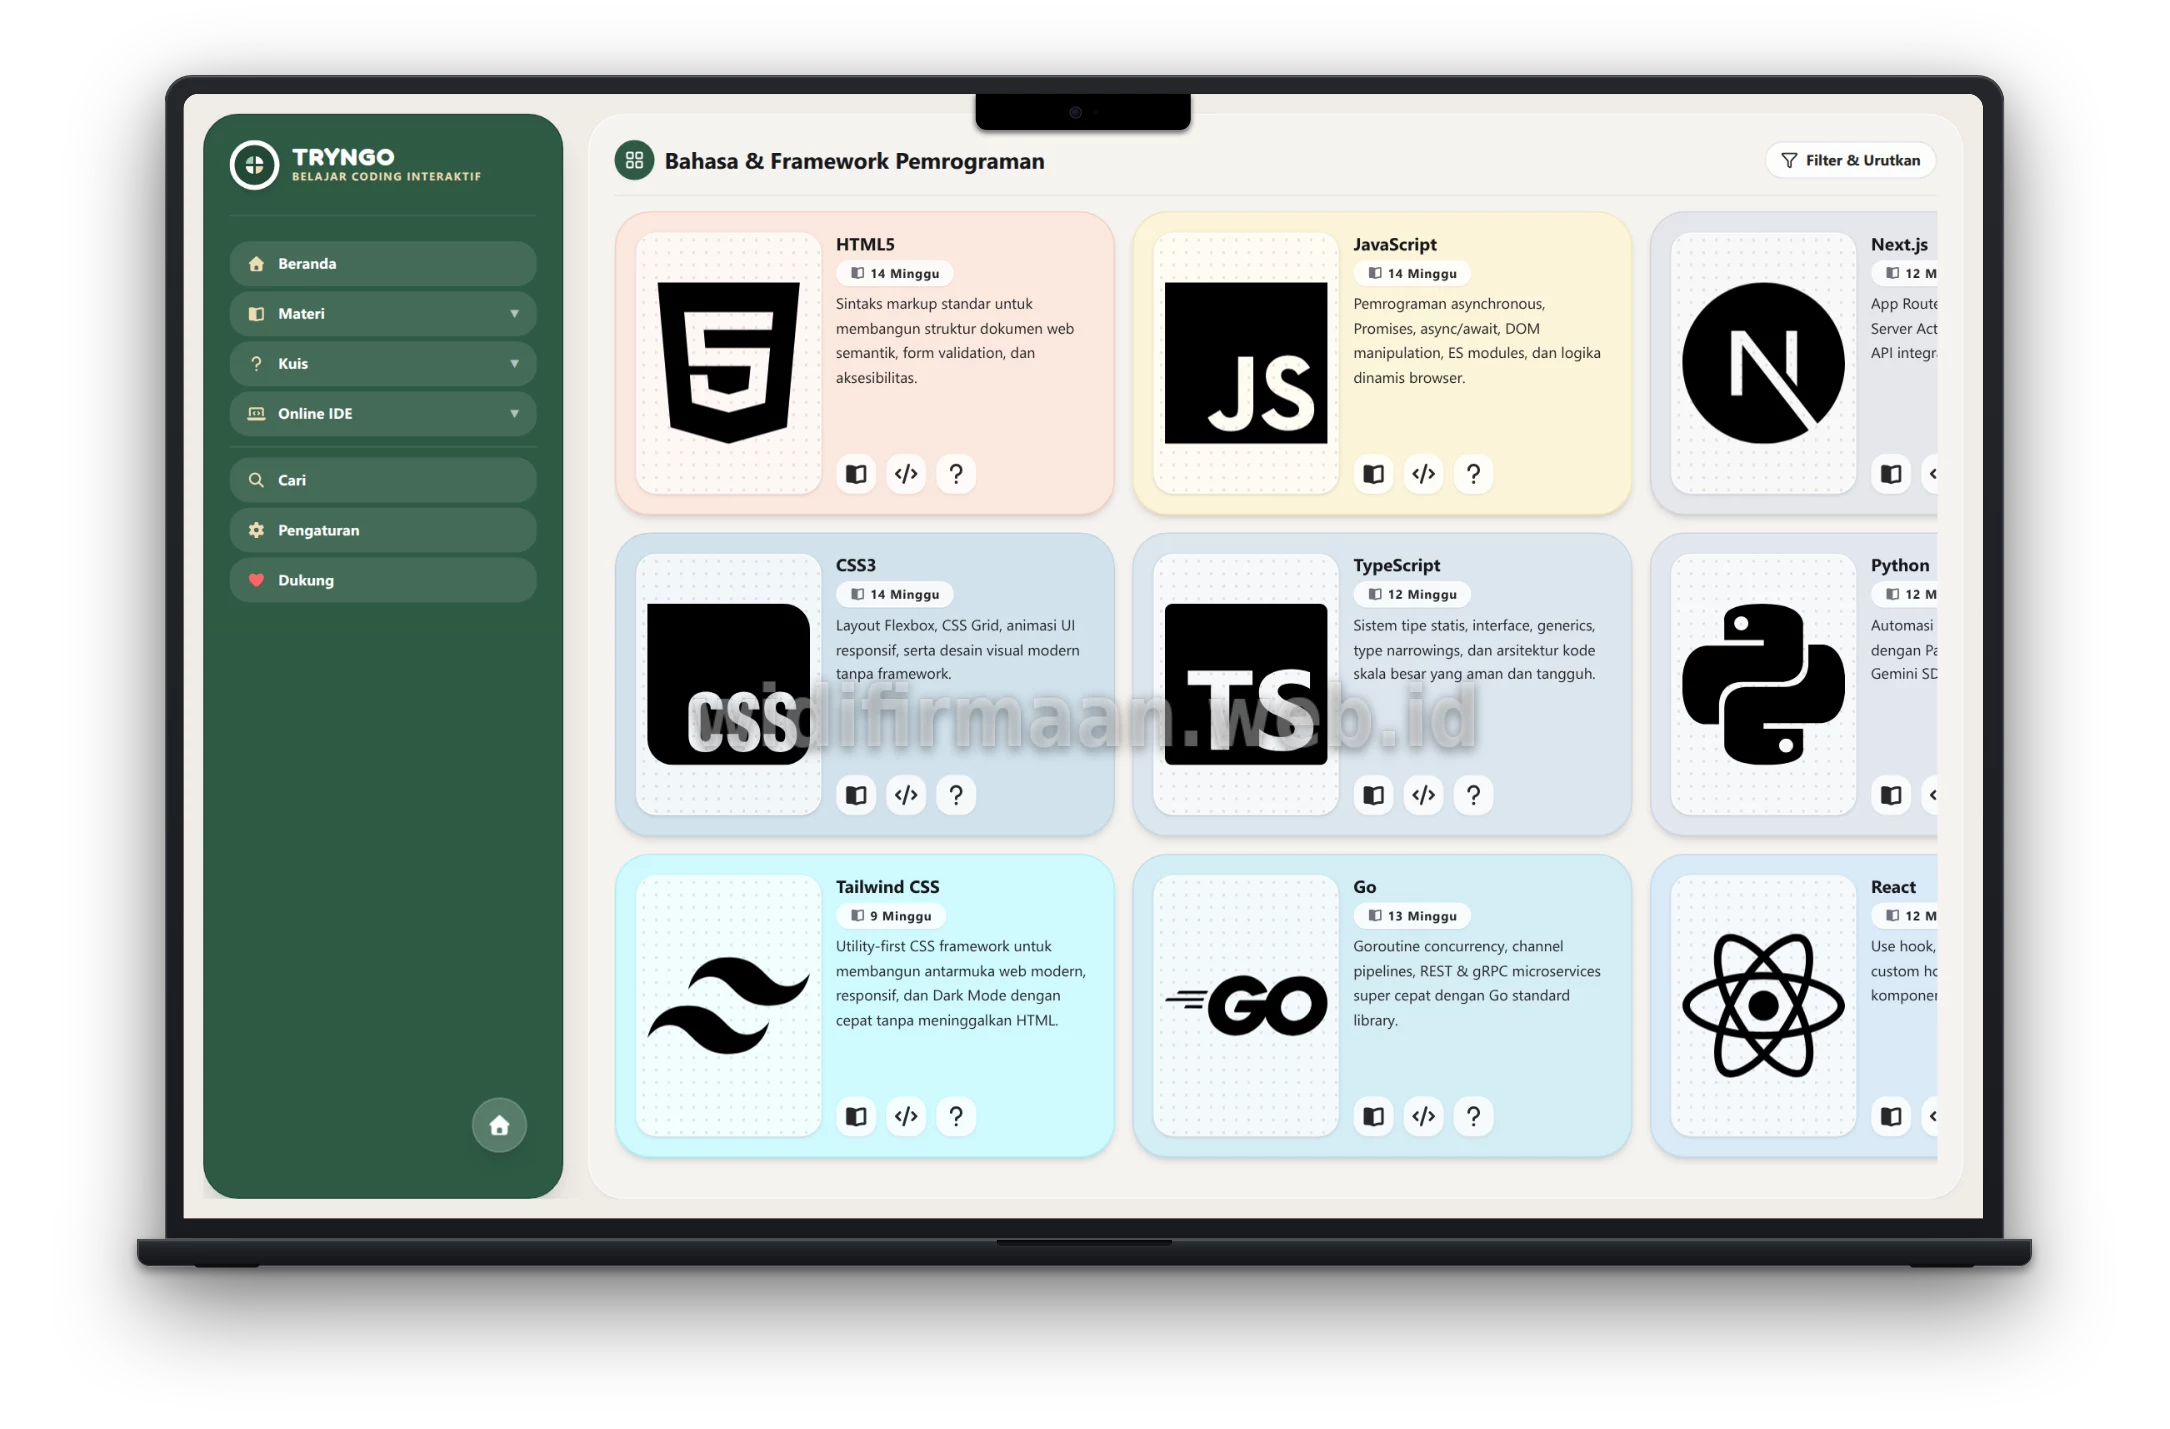 TRYNGO
BELAJAR CODING INTERAKTIF
Beranda
Materi
Kuis
Online IDE
Cari
Pengaturan
Dukung
Bahasa & Framework Pemrograman
Filter & Urutkan
HTML5
14 Minggu
Sintaks markup standar untuk
membangun struktur dokumen web
semantik, form validation, dan
aksesibilitas.
JS
JavaScript
14 Minggu
Pemrograman asynchronous,
Promises, async/await, DOM
manipulation, ES modules, dan logika
dinamis browser.
Next.js
12 M
App Route
Server Act
API integr
CSS
CSS3
14 Minggu
Layout Flexbox, CSS Grid, animasi UI
responsif, serta desain visual modern
tanpa framework.
TS
TypeScript
12 Minggu
Sistem tipe statis, interface, generics,
type narrowings, dan arsitektur kode
skala besar yang aman dan tangguh.
Python
12 M
Automasi
dengan Pa
Gemini SD
widifirmaan.web.id
Tailwind CSS
9 Minggu
Utility-first CSS framework untuk
membangun antarmuka web modern,
responsif, dan Dark Mode dengan
cepat tanpa meninggalkan HTML.
GO
Go
13 Minggu
Goroutine concurrency, channel
pipelines, REST & gRPC microservices
super cepat dengan Go standard
library.
React
12 M
Use hook,
custom ho
komponen